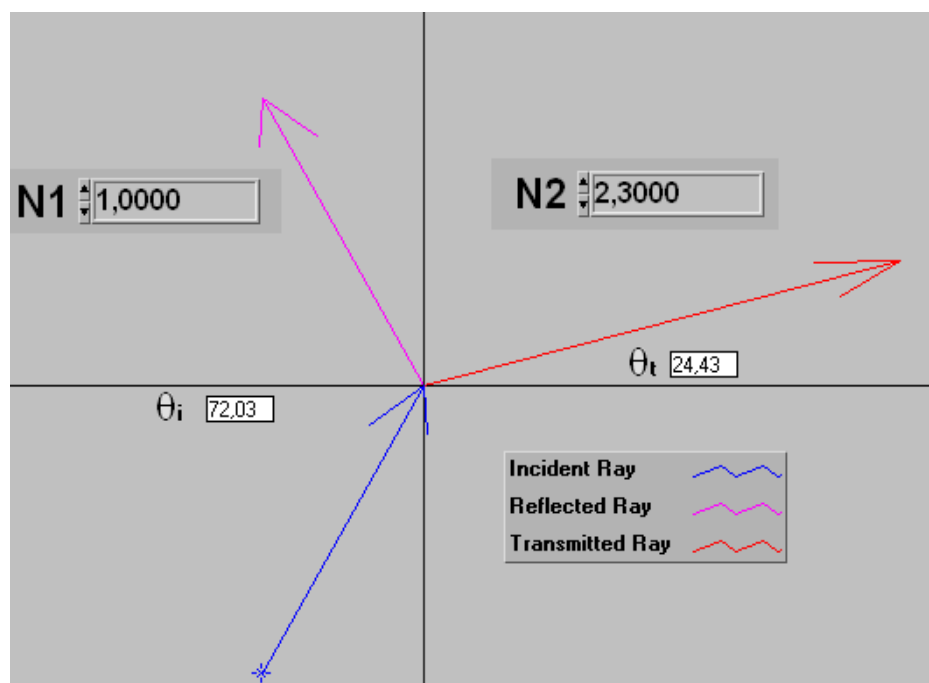 N1 1,0000
N2 2,3000
θt 24,43
θi 72,03
Incident Ray
Reflected Ray
Transmitted Ray